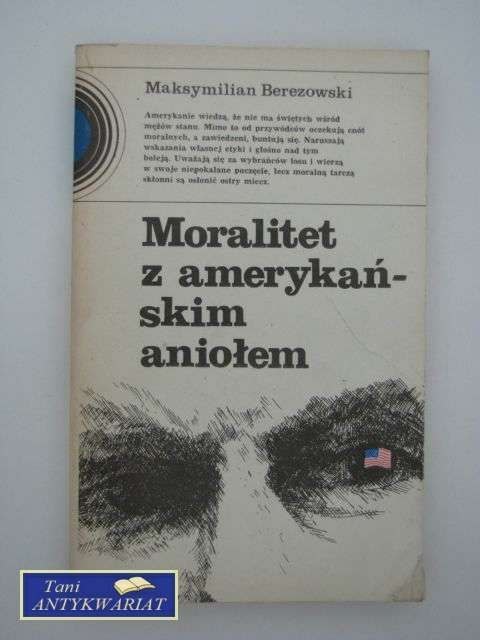 Maksymilian Berezowski
Amerykanie wiedzą, że nie ma świętych wśród
mężów stanu. Mimo to od przywódców oczekują cnót
moralnych, a zawiedzeni, buntują się. Naruszają
wskazania własnej etyki i głośno nad tym
boleją. Uważają się za wybrańców losu i wierzą
w swoje niepokalane poczęcie, lecz moralną tarczą
skłonni są osłonić ostry miecz.
Moralitet
z amerykań-
skim
aniołem
Tani
ANTYKWARIAT